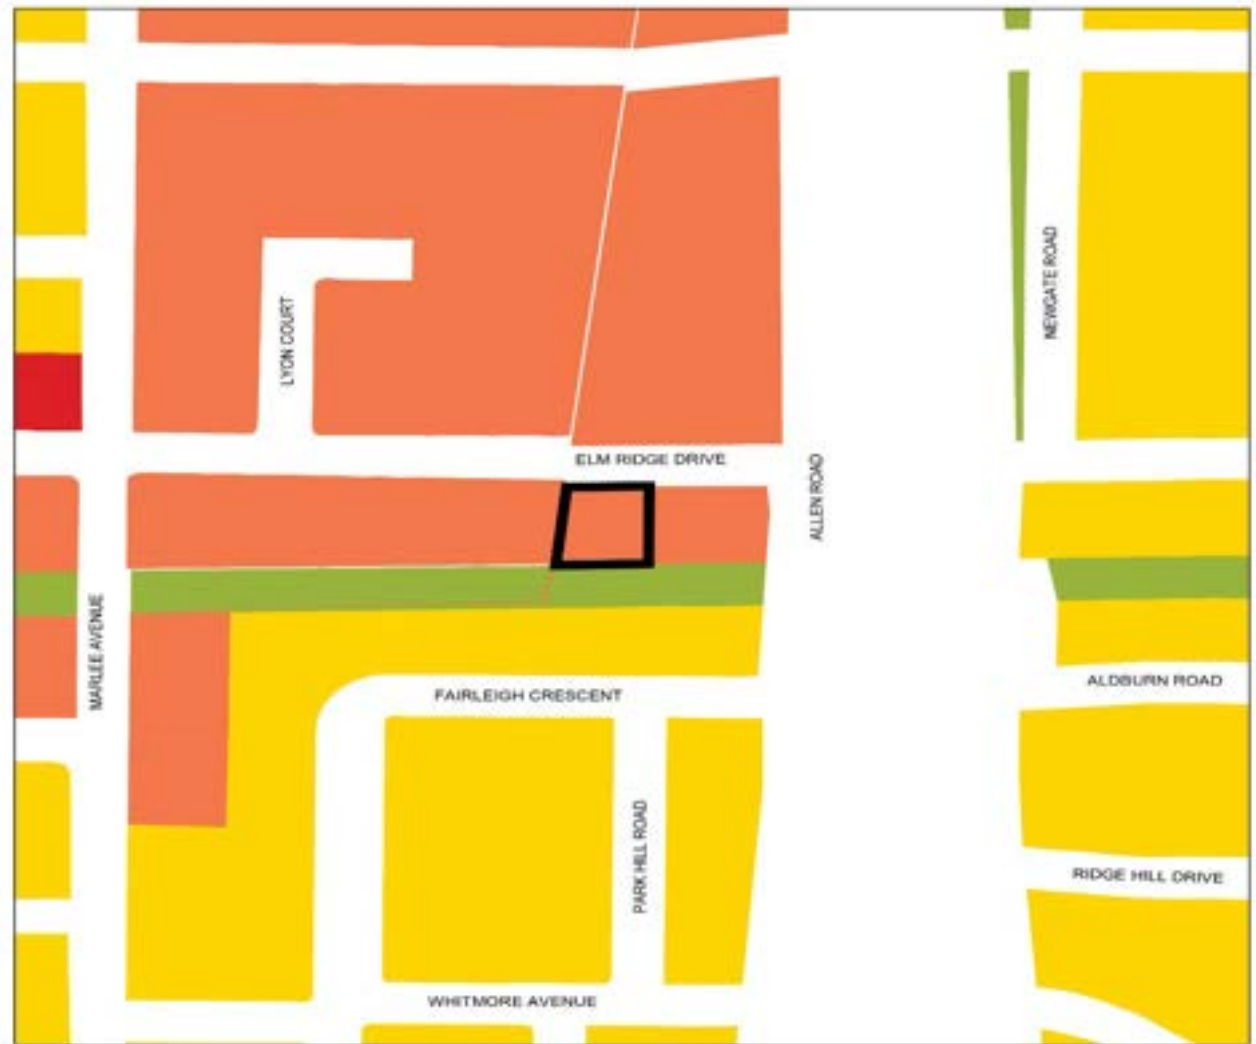 NEWGATE ROAD
LYON COURT
ELM RIDGE DRIVE
ALLEN ROAD
MARLEE AVENUE
ALDBURN ROAD
FAIRLEIGH CRESCENT
PARK HILL ROAD
RIDGE HILL DRIVE
WHITMORE AVENUE